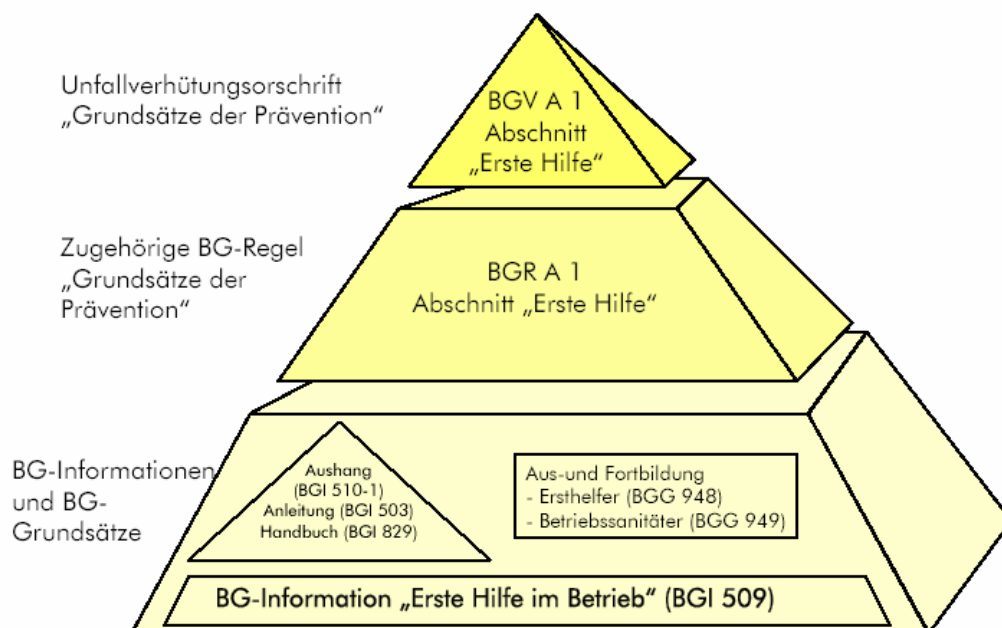 Unfallverhütungsorschrift
„Grundsätze der Prävention“
BGV A 1
Abschnitt
„Erste Hilfe“
Zugehörige BG-Regel
„Grundsätze der
Prävention“
BGR A 1
Abschnitt „Erste Hilfe“
BG-Informationen
und BG-
Grundsätze
Aushang
(BGI 510-1)
Anleitung (BGI 503)
Handbuch (BGI 829)
Aus-und Fortbildung
- Ersthelfer (BGG 948)
- Betriebssanitäter (BGG 949)
BG-Information „Erste Hilfe im Betrieb“ (BGI 509)